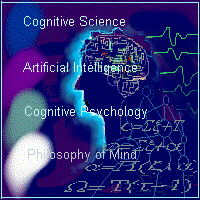 Cognitive Science
Artificial Intelligence
Cognitive Psychology
Philosophy of Mind